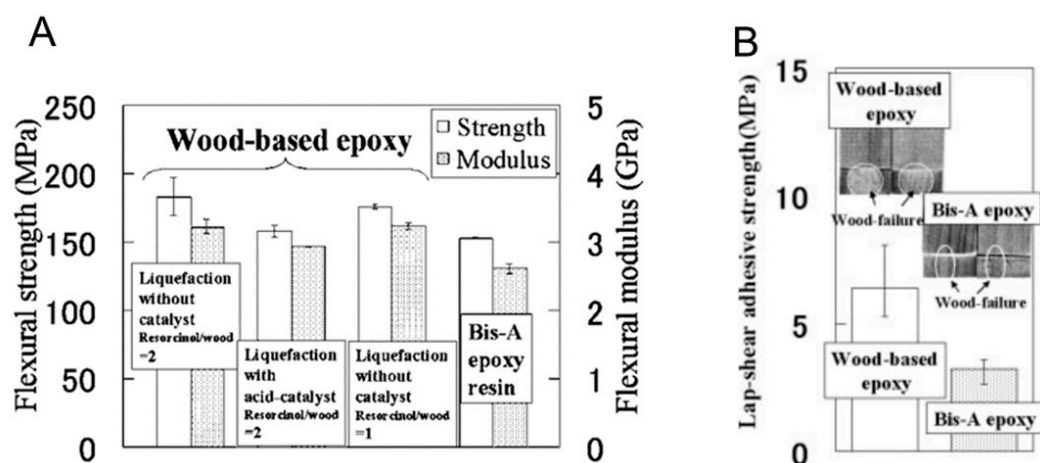 A
Flexural strength (MPa)
250
200
150
100
50
0
Wood-based epoxy
Strength
Modulus
Liquefaction
without
catalyst
Resorcinol/wood
=2
Liquefaction
with
acid-catalyst
Resorcinol/wood
=2
Liquefaction
without
catalyst
Resorcinol/wood
=1
Bis-A
epoxy
resin
5
4
3
2
1
0
Flexural modulus (GPa)
B
Lap-shear adhesive strength(MPa)
15
10
5
0
Wood-based
epoxy
Wood-failure
Bis-A epoxy
Wood-failure
Wood-based
epoxy
Bis-A epoxy